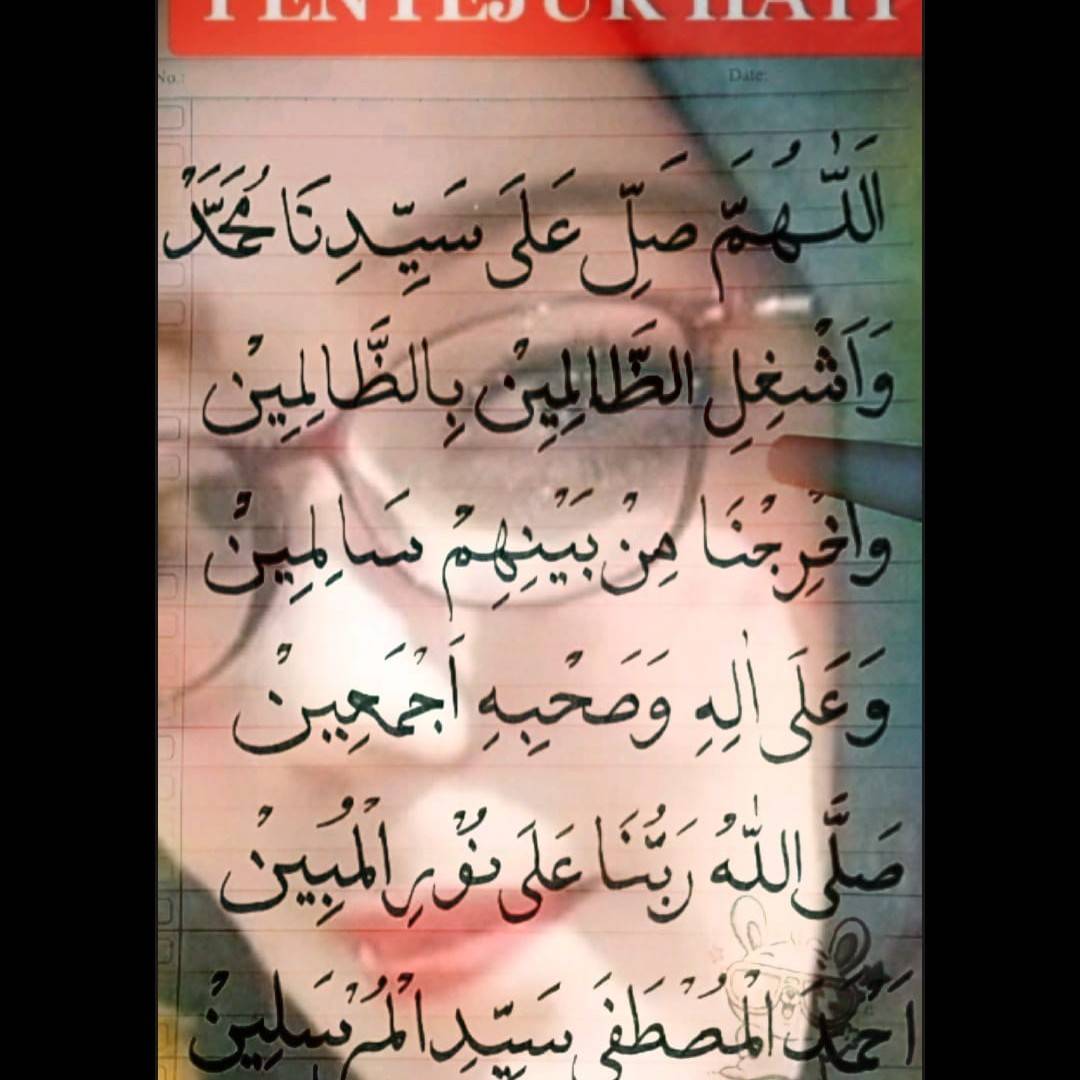 PENYEJUK HATI
No.: Date:
اَللّٰهُمَّ صَلِّ عَلَى سَيِّدِنَا مُحَمَّدْ
وَاَشْغِلِ الظَّالِمِيْنْ بِالظَّالِمِيْنْ
وَاَخْرِجْنَا مِنْ بَيْنِهِمْ سَالِمِيْنْ
وَعَلَى اٰلِهِ وَصَحْبِهِ اَجْمَعِيْنْ
صَلَّى اللّٰهُ رَبُّنَا عَلَى نُوْرِ الْمُبِيْنْ
اَحْمَدَ الْمُصْطَفَى سَيِّدِ الْمُرْسَلِيْنْ